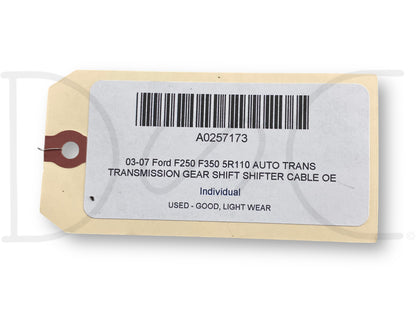 A0257173
03-07 Ford F250 F350 5R110 AUTO TRANS
TRANSMISSION GEAR SHIFT SHIFTER CABLE OE
Individual
USED - GOOD, LIGHT WEAR